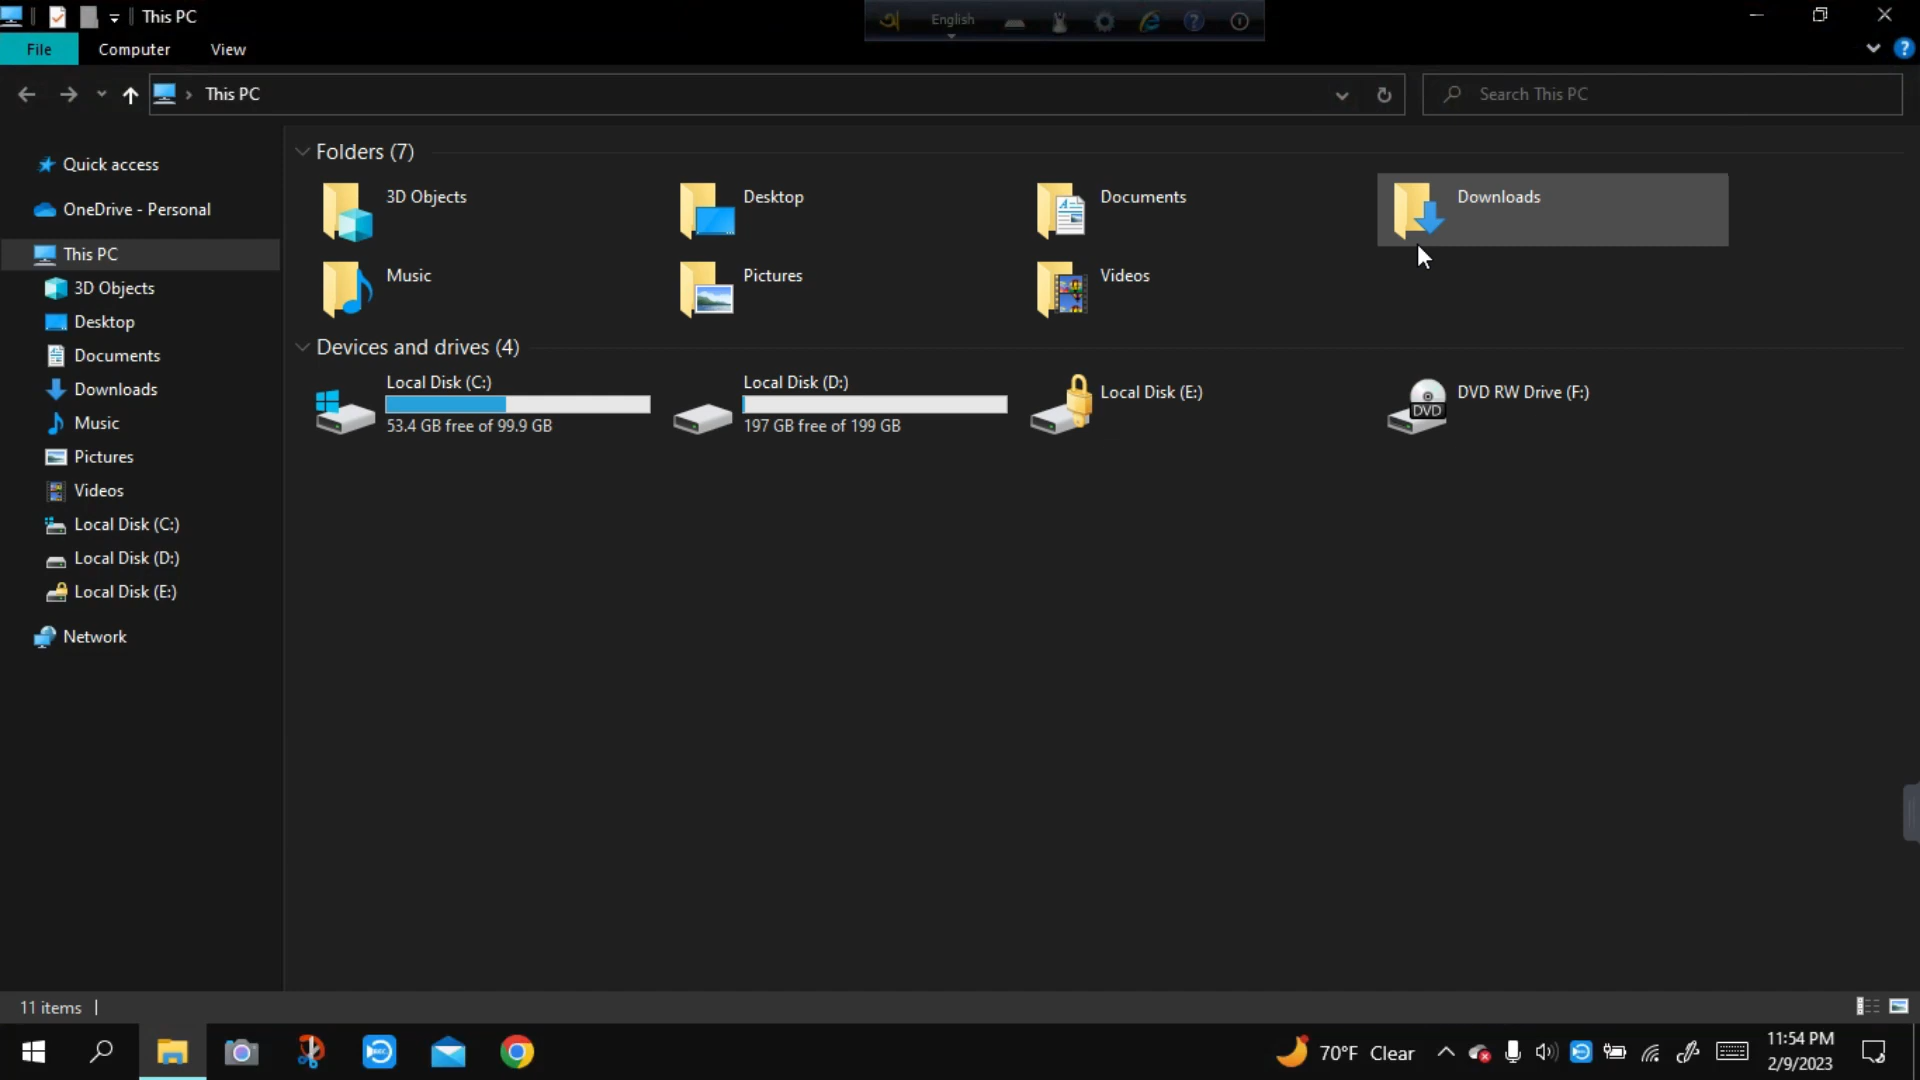 This PC
English
File Computer View
This PC
Search This PC
Quick access
OneDrive - Personal
This PC
3D Objects
Desktop
Documents
Downloads
Music
Pictures
Videos
Local Disk (C:)
Local Disk (D:)
Local Disk (E:)
Network
Folders (7)
3D Objects
Desktop
Documents
Downloads
Music
Pictures
Videos
Devices and drives (4)
Local Disk (C:)
53.4 GB free of 99.9 GB
Local Disk (D:)
197 GB free of 199 GB
Local Disk (E:)
DVD
DVD RW Drive (F:)
11 items
REC
70°F Clear
11:54 PM
2/9/2023